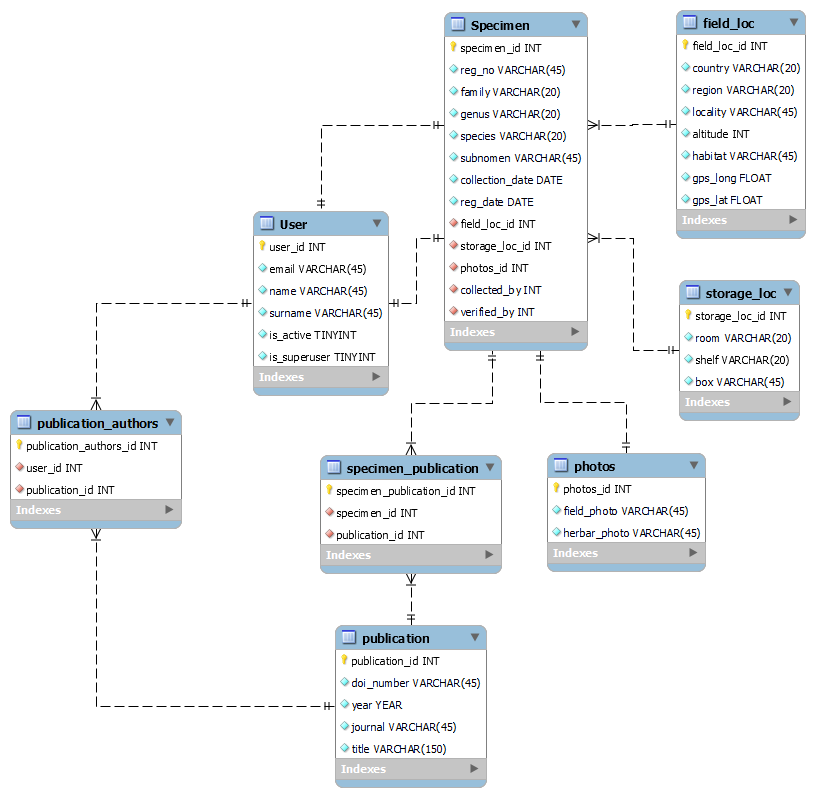 Specimen
specimen_id INT
reg_no VARCHAR(45)
family VARCHAR(20)
genus VARCHAR(20)
species VARCHAR(20)
subnomen VARCHAR(45)
collection_date DATE
reg_date DATE
field_loc_id INT
storage_loc_id INT
photos_id INT
collected_by INT
verified_by INT
Indexes
field_loc
field_loc_id INT
country VARCHAR(20)
region VARCHAR(20)
locality VARCHAR(45)
altitude INT
habitat VARCHAR(45)
gps_long FLOAT
gps_lat FLOAT
Indexes
User
user_id INT
email VARCHAR(45)
name VARCHAR(45)
surname VARCHAR(45)
is_active TINYINT
is_superuser TINYINT
Indexes
storage_loc
storage_loc_id INT
room VARCHAR(20)
shelf VARCHAR(20)
box VARCHAR(45)
Indexes
publication_authors
publication_authors_id INT
user_id INT
publication_id INT
Indexes
specimen_publication
specimen_publication_id INT
specimen_id INT
publication_id INT
Indexes
photos
photos_id INT
field_photo VARCHAR(45)
herbar_photo VARCHAR(45)
Indexes
publication
publication_id INT
doi_number VARCHAR(45)
year YEAR
journal VARCHAR(45)
title VARCHAR(150)
Indexes